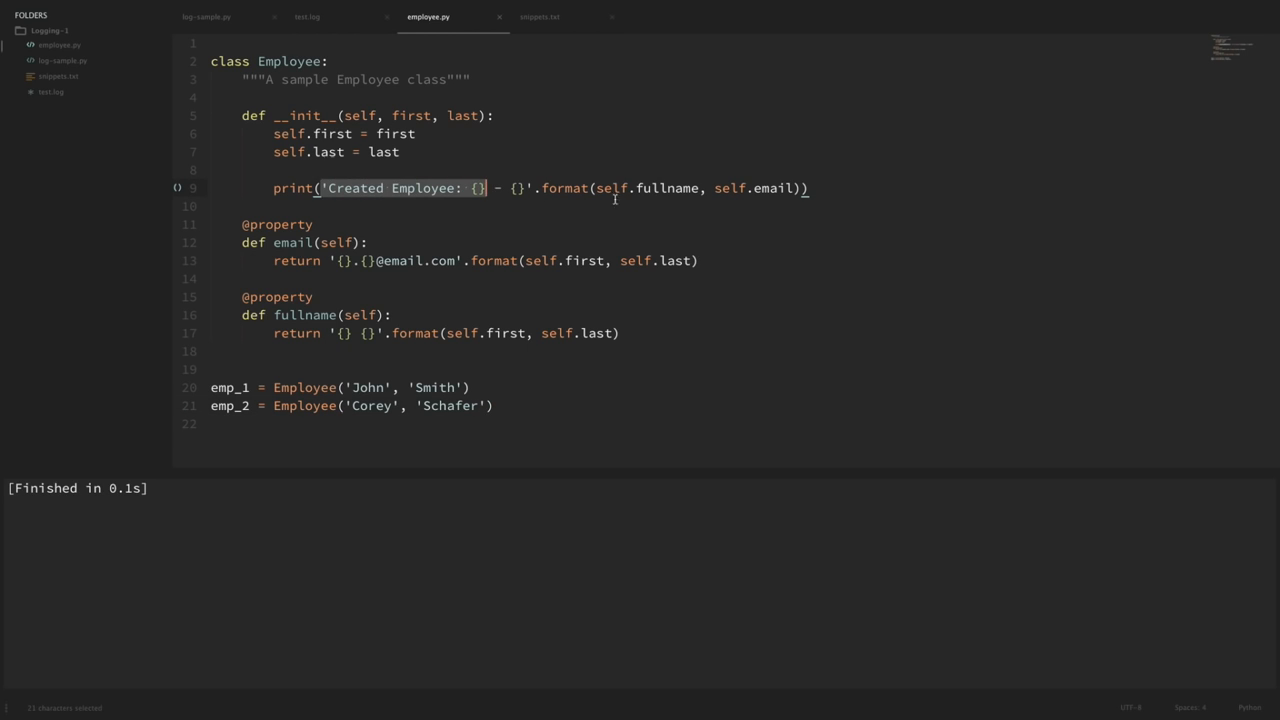 FOLDERS
Logging-1
employee.py
log-sample.py
snippets.txt
test.log
log-sample.py × test.log × employee.py × snippets.txt ×
1
2 class Employee:
3 """A sample Employee class"""
4
5 def __init__(self, first, last):
6 self.first = first
7 self.last = last
8
9 print('Created Employee: {} - {}'.format(self.fullname, self.email))
10
11 @property
12 def email(self):
13 return '{}.{}@email.com'.format(self.first, self.last)
14
15 @property
16 def fullname(self):
17 return '{} {}'.format(self.first, self.last)
18
19
20 emp_1 = Employee('John', 'Smith')
21 emp_2 = Employee('Corey', 'Schafer')
22
[Finished in 0.1s]
21 characters selected UTF-8 Spaces: 4 Python